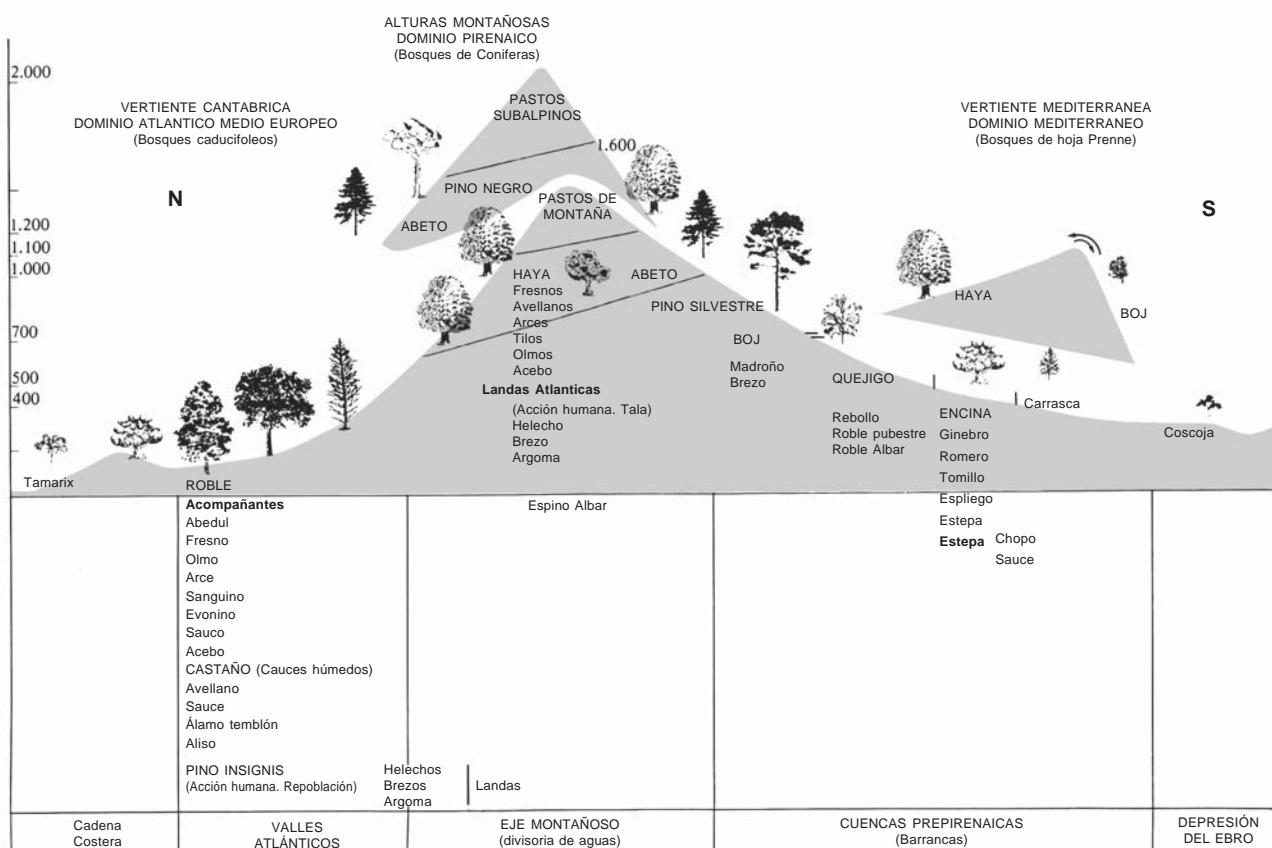 ALTURAS MONTAÑOSAS
DOMINIO PIRENAICO
(Bosques de Coniferas)
VERTIENTE CANTABRICA
DOMINIO ATLANTICO MEDIO EUROPEO
(Bosques caducifoleos)
VERTIENTE MEDITERRANEA
DOMINIO MEDITERRANEO
(Bosques de hoja Prenne)
N
S
2.000
1.200
1.100
1.000
700
500
400
PASTOS
SUBALPINOS
1.600
PINO NEGRO
ABETO
PASTOS DE
MONTAÑA
HAYA
Fresnos
Avellanos
Arces
Tilos
Olmos
Acebo
ABETO
PINO SILVESTRE
Landas Atlanticas
(Acción humana. Tala)
Helecho
Brezo
Argoma
BOJ
Madroño
Brezo
QUEJIGO
Rebollo
Roble pubestre
Roble Albar
HAYA
BOJ
ENCINA
Ginebro
Romero
Tomillo
Espliego
Estepa
Estepa
Chopo
Sauce
Carrasca
Coscoja
Tamarix
ROBLE
Acompañantes
Abedul
Fresno
Olmo
Arce
Sanguino
Evonino
Sauco
Acebo
CASTAÑO (Cauces húmedos)
Avellano
Sauce
Álamo temblón
Aliso
PINO INSIGNIS
(Acción humana. Repoblación)
Helechos
Brezos
Argoma
Landas
Espino Albar
Cadena
Costera
VALLES
ATLÁNTICOS
EJE MONTAÑOSO
(divisoria de aguas)
CUENCAS PREPIRENAICAS
(Barrancas)
DEPRESIÓN
DEL EBRO